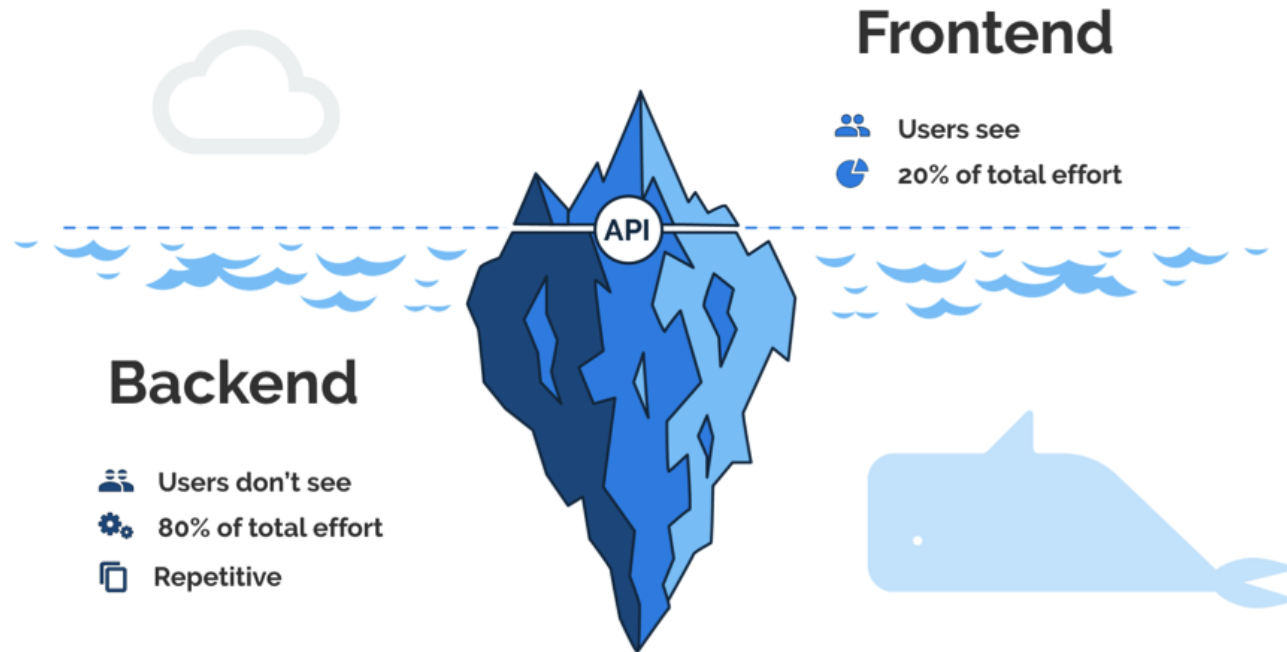 Frontend
Users see
20% of total effort
API
Backend
Users don't see
80% of total effort
Repetitive